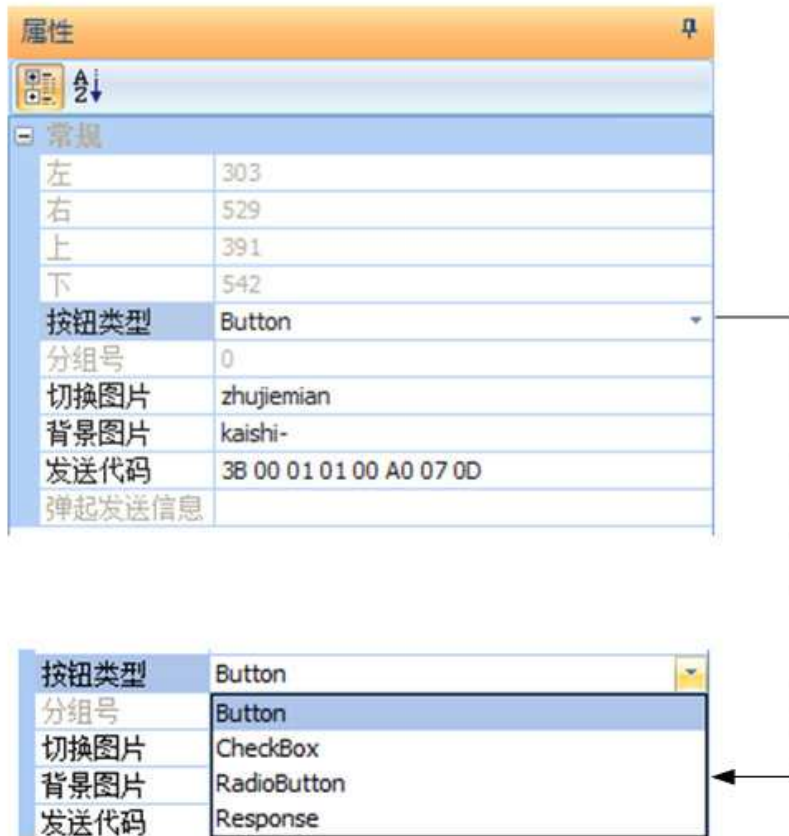 属性
常规
左 303
右 529
上 391
下 542
按钮类型 Button
分组号 0
切换图片 zhujiemian
背景图片 kaishi-
发送代码 3B 00 01 01 00 A0 07 0D
弹起发送信息
按钮类型 Button
分组号 Button
切换图片 CheckBox
背景图片 RadioButton
发送代码 Response